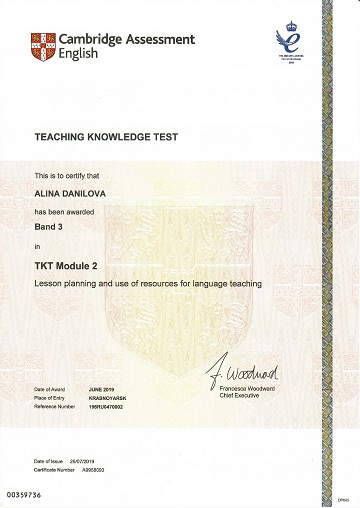 Cambridge Assessment
English
TEACHING KNOWLEDGE TEST
This is to certify that
ALINA DANILOVA
has been awarded
Band 3
in
TKT Module 2
Lesson planning and use of resources for language teaching
F. Woodward
Francesca Woodward
Chief Executive
Date of Award JUNE 2019
Place of Entry KRASNOYARSK
Reference Number 196RU0470002
Date of Issue 26/07/2019
Certificate Number A9958093
00359736